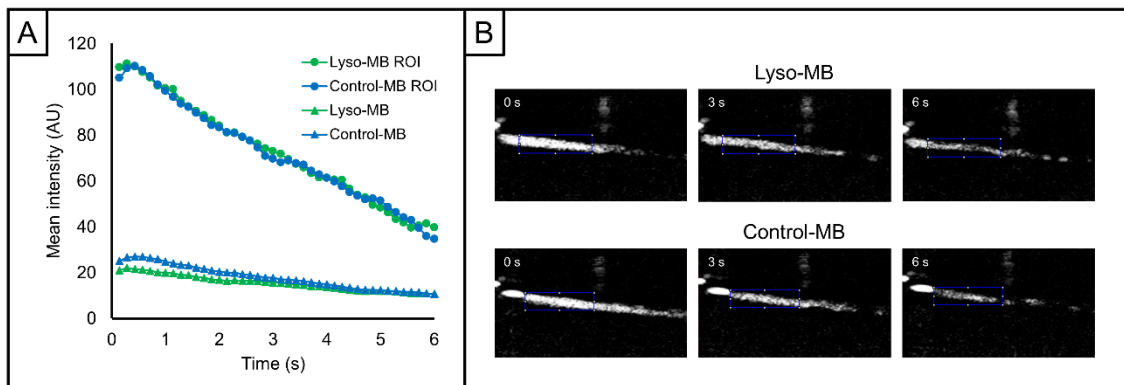 A
120
100
80
60
40
20
0
Mean intensity (AU)
0 1 2 3 4 5 6
Time (s)
Lyso-MB ROI
Control-MB ROI
Lyso-MB
Control-MB
B
Lyso-MB
0 s 3 s 6 s
Control-MB
0 s 3 s 6 s